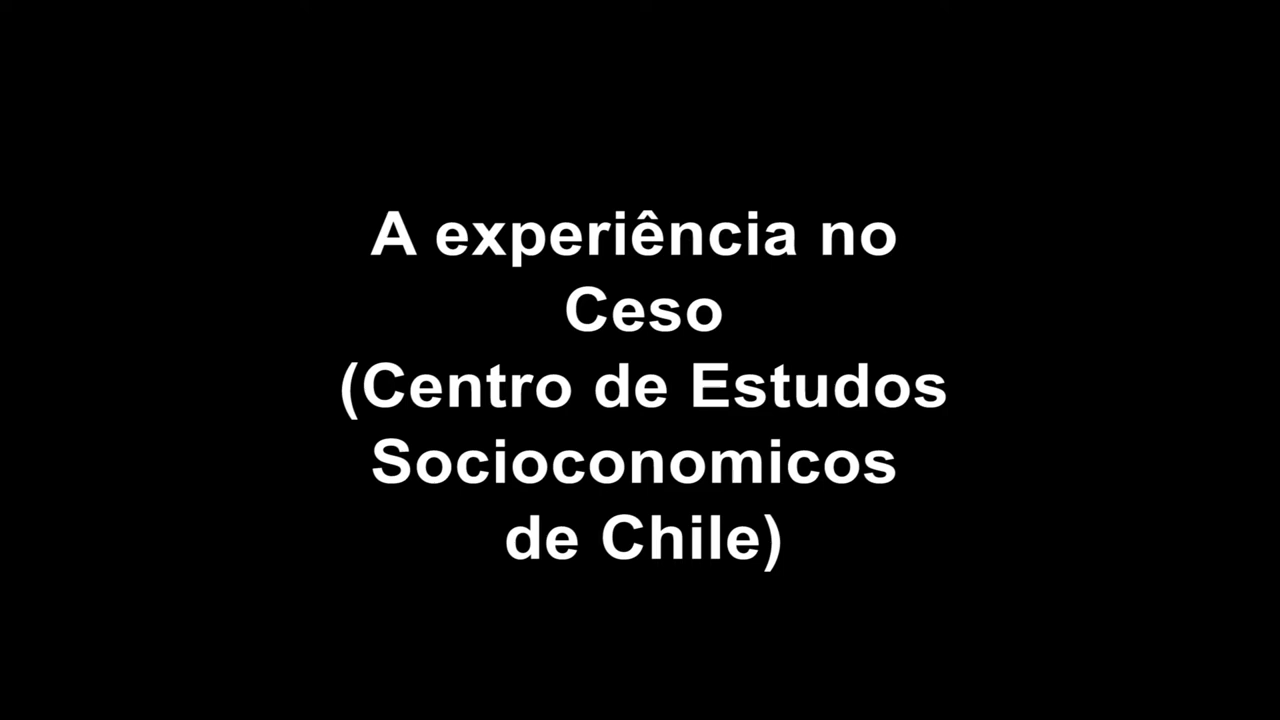 A experiência no
Ceso
(Centro de Estudos
Socioconomicos
de Chile)